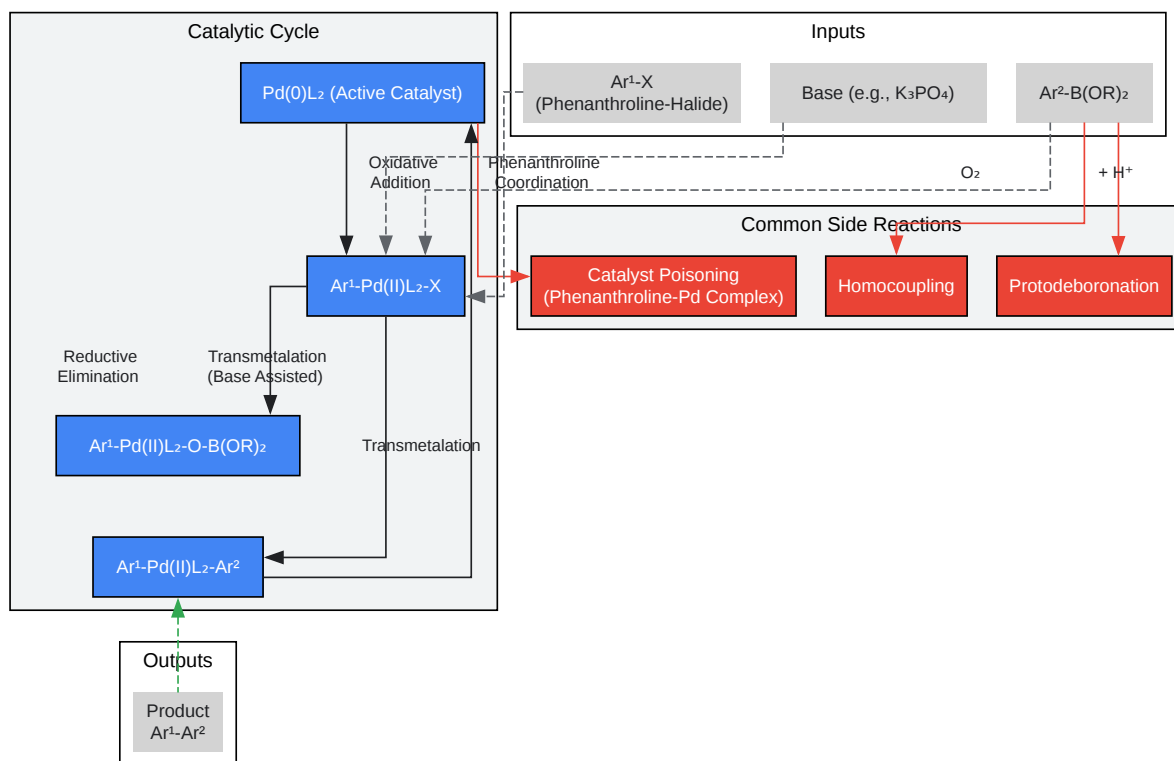 Catalytic Cycle
Inputs
Pd(0)L₂ (Active Catalyst)
Ar¹-X
(Phenanthroline-Halide)
Base (e.g., K₃PO₄)
Ar²-B(OR)₂
Oxidative
Addition
Phenanthroline
Coordination
O₂
+ H⁺
Common Side Reactions
Ar¹-Pd(II)L₂-X
Catalyst Poisoning
(Phenanthroline-Pd Complex)
Homocoupling
Protodeboronation
Reductive
Elimination
Transmetalation
(Base Assisted)
Ar¹-Pd(II)L₂-O-B(OR)₂
Transmetalation
Ar¹-Pd(II)L₂-Ar²
Outputs
Product
Ar¹-Ar²